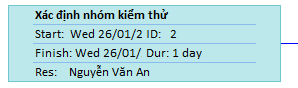 Xác định nhóm kiểm thử
Start: Wed 26/01/2 ID: 2
Finish: Wed 26/01/ Dur: 1 day
Res: Nguyễn Văn An